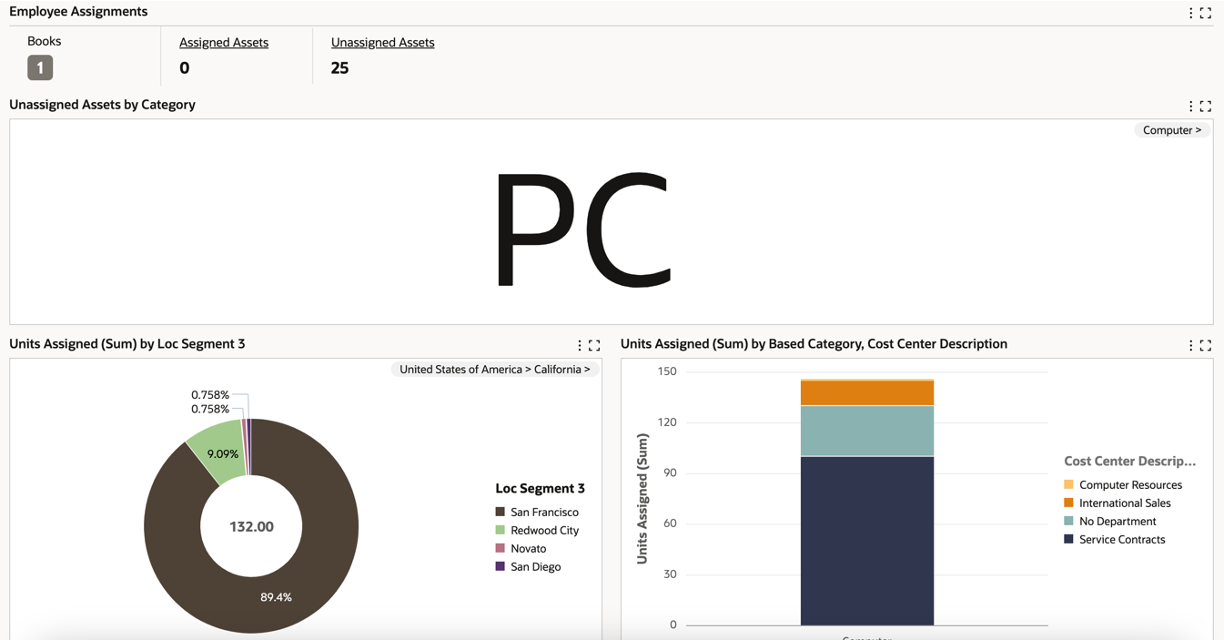 Employee Assignments
Books
Assigned Assets
Unassigned Assets
1
0
25
Unassigned Assets by Category
Computer >
PC
Units Assigned (Sum) by Loc Segment 3
United States of America > California >
0.758%
0.758%
9.09%
132.00
89.4%
Loc Segment 3
San Francisco
Redwood City
Novato
San Diego
Units Assigned (Sum) by Based Category, Cost Center Description
Units Assigned (Sum)
150
120
90
60
30
0
Computer
Cost Center Descrip...
Computer Resources
International Sales
No Department
Service Contracts